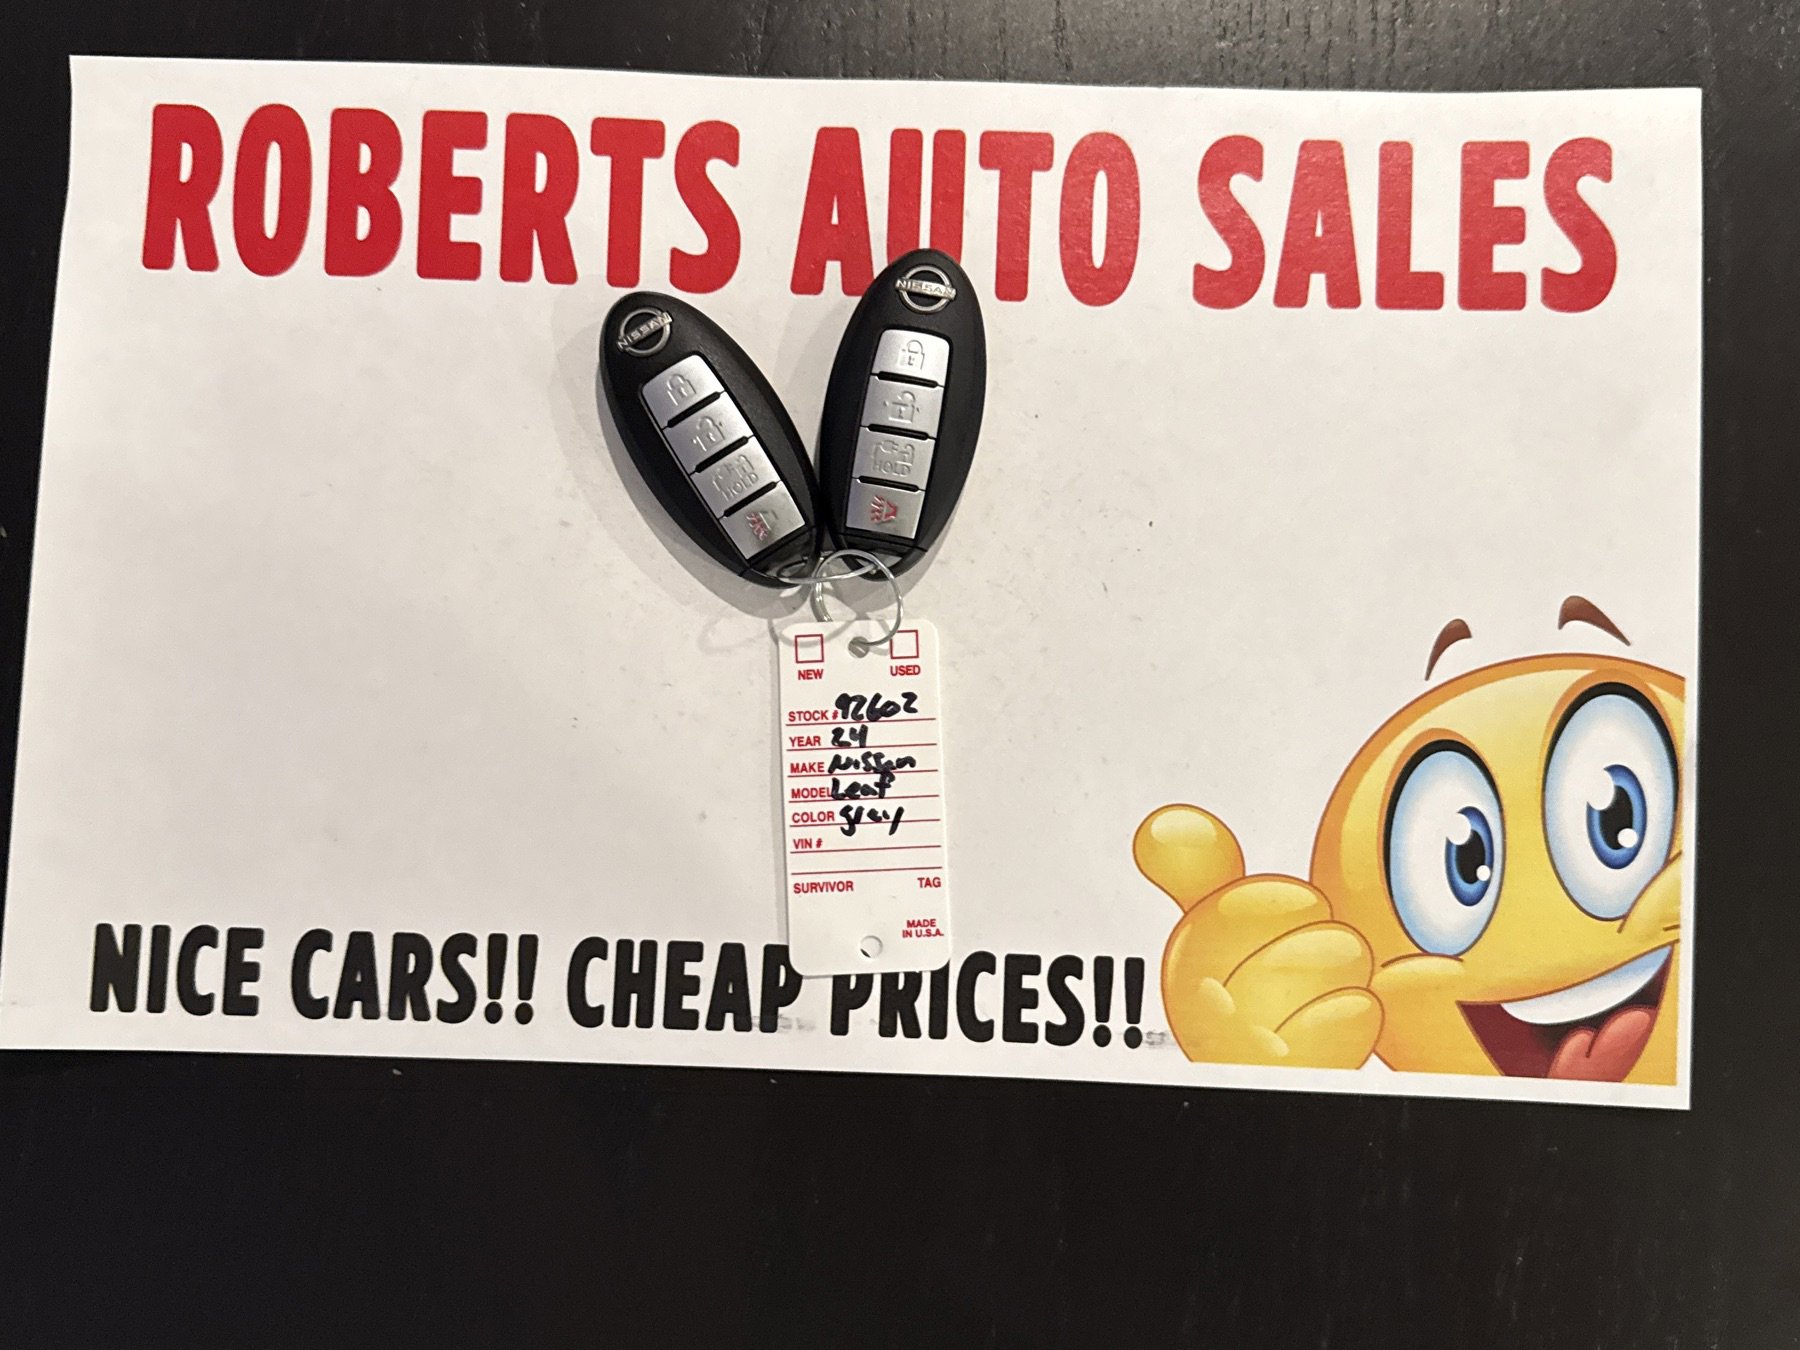 ROBERTS AUTO SALES
NISSAN
NISSAN
HOLD
HOLD
NEW USED
STOCK # 92602
YEAR 24
MAKE Nissan
MODEL Leaf
COLOR grey
VIN #
SURVIVOR TAG
MADE
IN U.S.A.
NICE CARS!! CHEAP PRICES!!